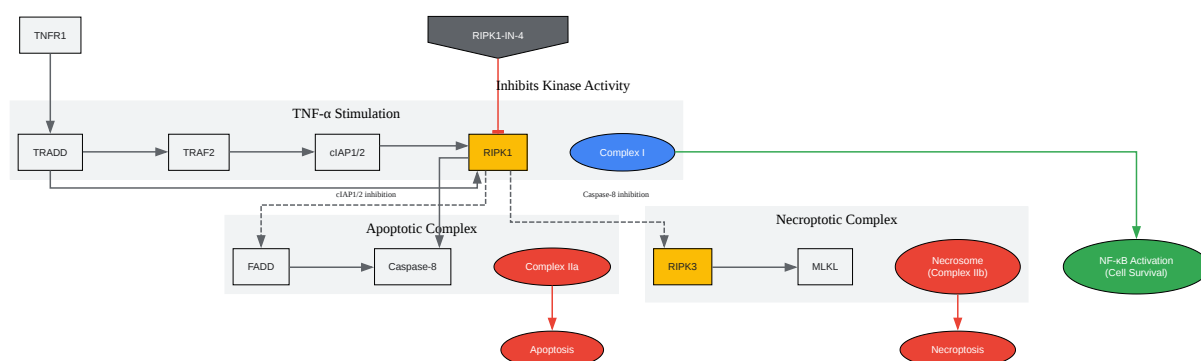 TNFR1
RIPK1-IN-4
Inhibits Kinase Activity
TNF-α Stimulation
TRADD
TRAF2
cIAP1/2
RIPK1
Complex I
cIAP1/2 inhibition
Caspase-8 inhibition
Apoptotic Complex
Necroptotic Complex
FADD
Caspase-8
Complex IIa
RIPK3
MLKL
Necrosome
(Complex IIb)
NF-κB Activation
(Cell Survival)
Apoptosis
Necroptosis